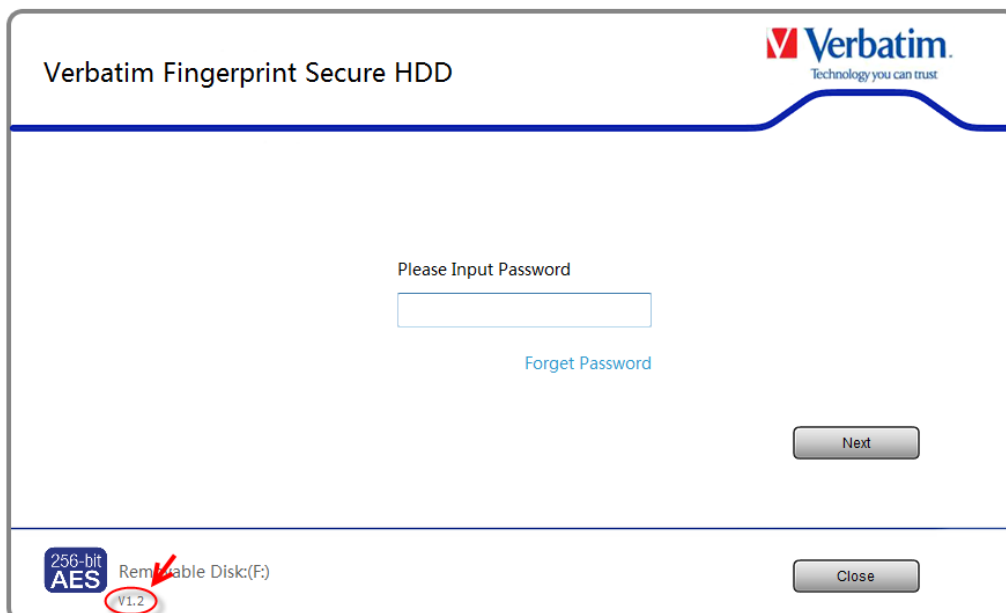 Verbatim Fingerprint Secure HDD
Verbatim.
Technology you can trust
Please Input Password
Forget Password
Next
256-bit
AES
Removable Disk:(F:)
V1.2
Close